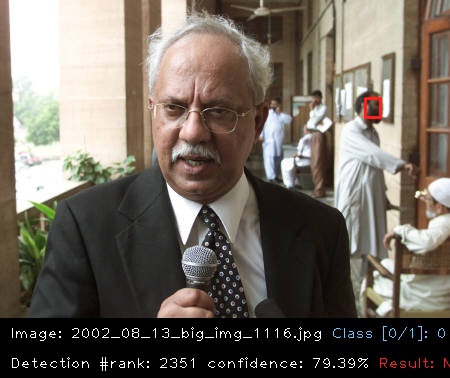 Image: 2002_08_13_big_img_1116.jpg Class [0/1]: 0
Detection #rank: 2351 confidence: 79.39% Result: N